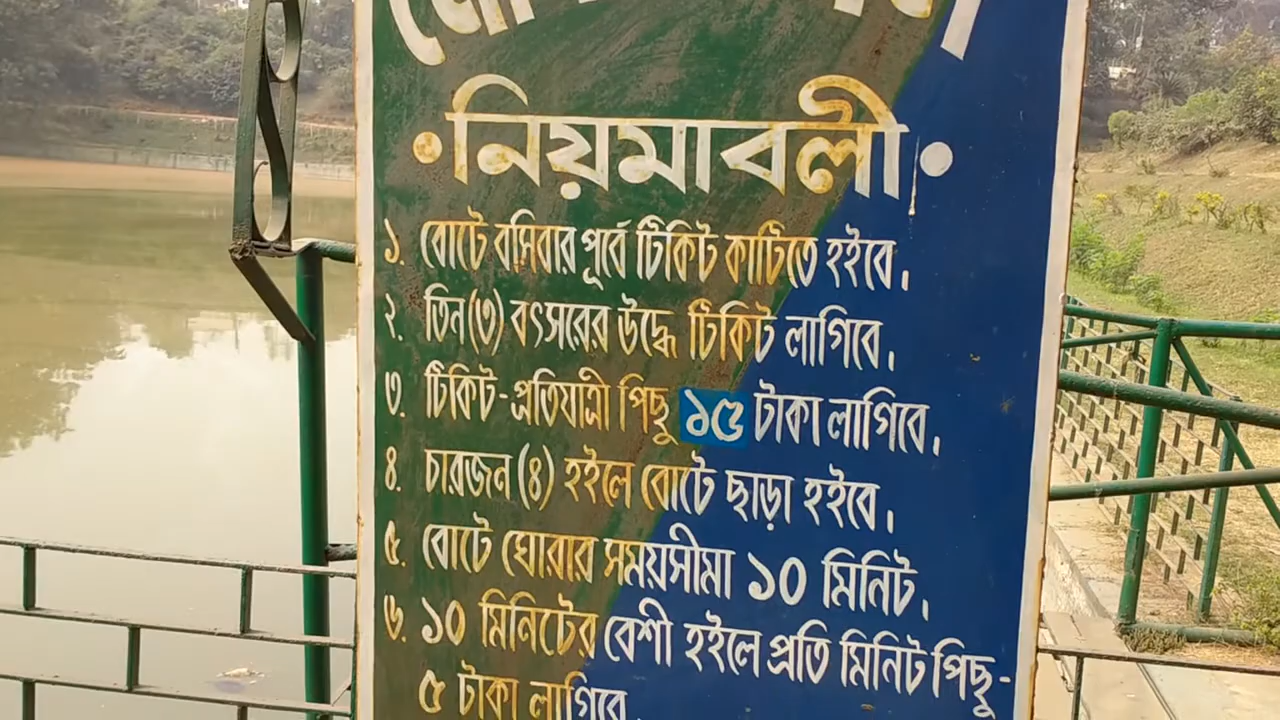 • নিয়মাবলী •
১. বোটে বসিবার পূর্বে টিকিট কাটিতে হইবে।
২. তিন (৩) বৎসরের উর্দ্ধে টিকিট লাগিবে।
৩. টিকিট-প্রতিযাত্রী পিছু ১৫ টাকা লাগিবে।
৪. চারজন (৪) হইলে বোটে ছাড়া হইবে।
৫. বোটে ঘোরার সময়সীমা ১০ মিনিট।
৬. ১০ মিনিটের বেশী হইলে প্রতি মিনিট পিছু-
৫ টাকা লাগিবে।